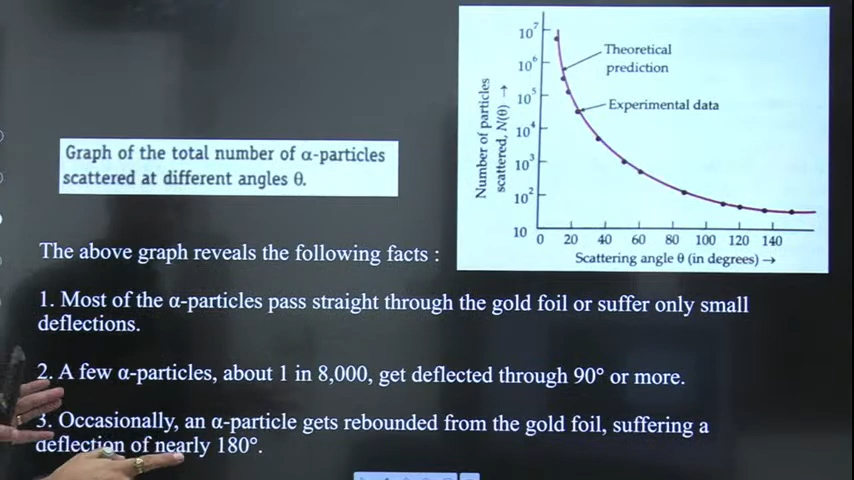 10⁷
10⁶
10⁵
10⁴
10³
10²
10
0 20 40 60 80 100 120 140
Number of particles
scattered, N(θ) →
Theoretical
prediction
Experimental data
Scattering angle θ (in degrees) →
Graph of the total number of α-particles
scattered at different angles θ.
The above graph reveals the following facts :
1. Most of the α-particles pass straight through the gold foil or suffer only small
deflections.
2. A few α-particles, about 1 in 8,000, get deflected through 90° or more.
3. Occasionally, an α-particle gets rebounded from the gold foil, suffering a
deflection of nearly 180°.